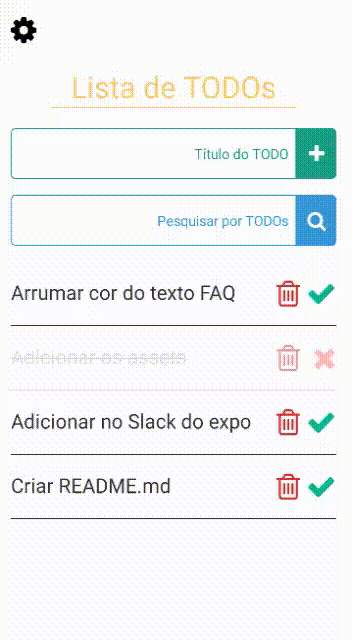 Lista de TODOs
Título do TODO
Pesquisar por TODOs
Arrumar cor do texto FAQ
Adicionar os assets
Adicionar no Slack do expo
Criar README.md